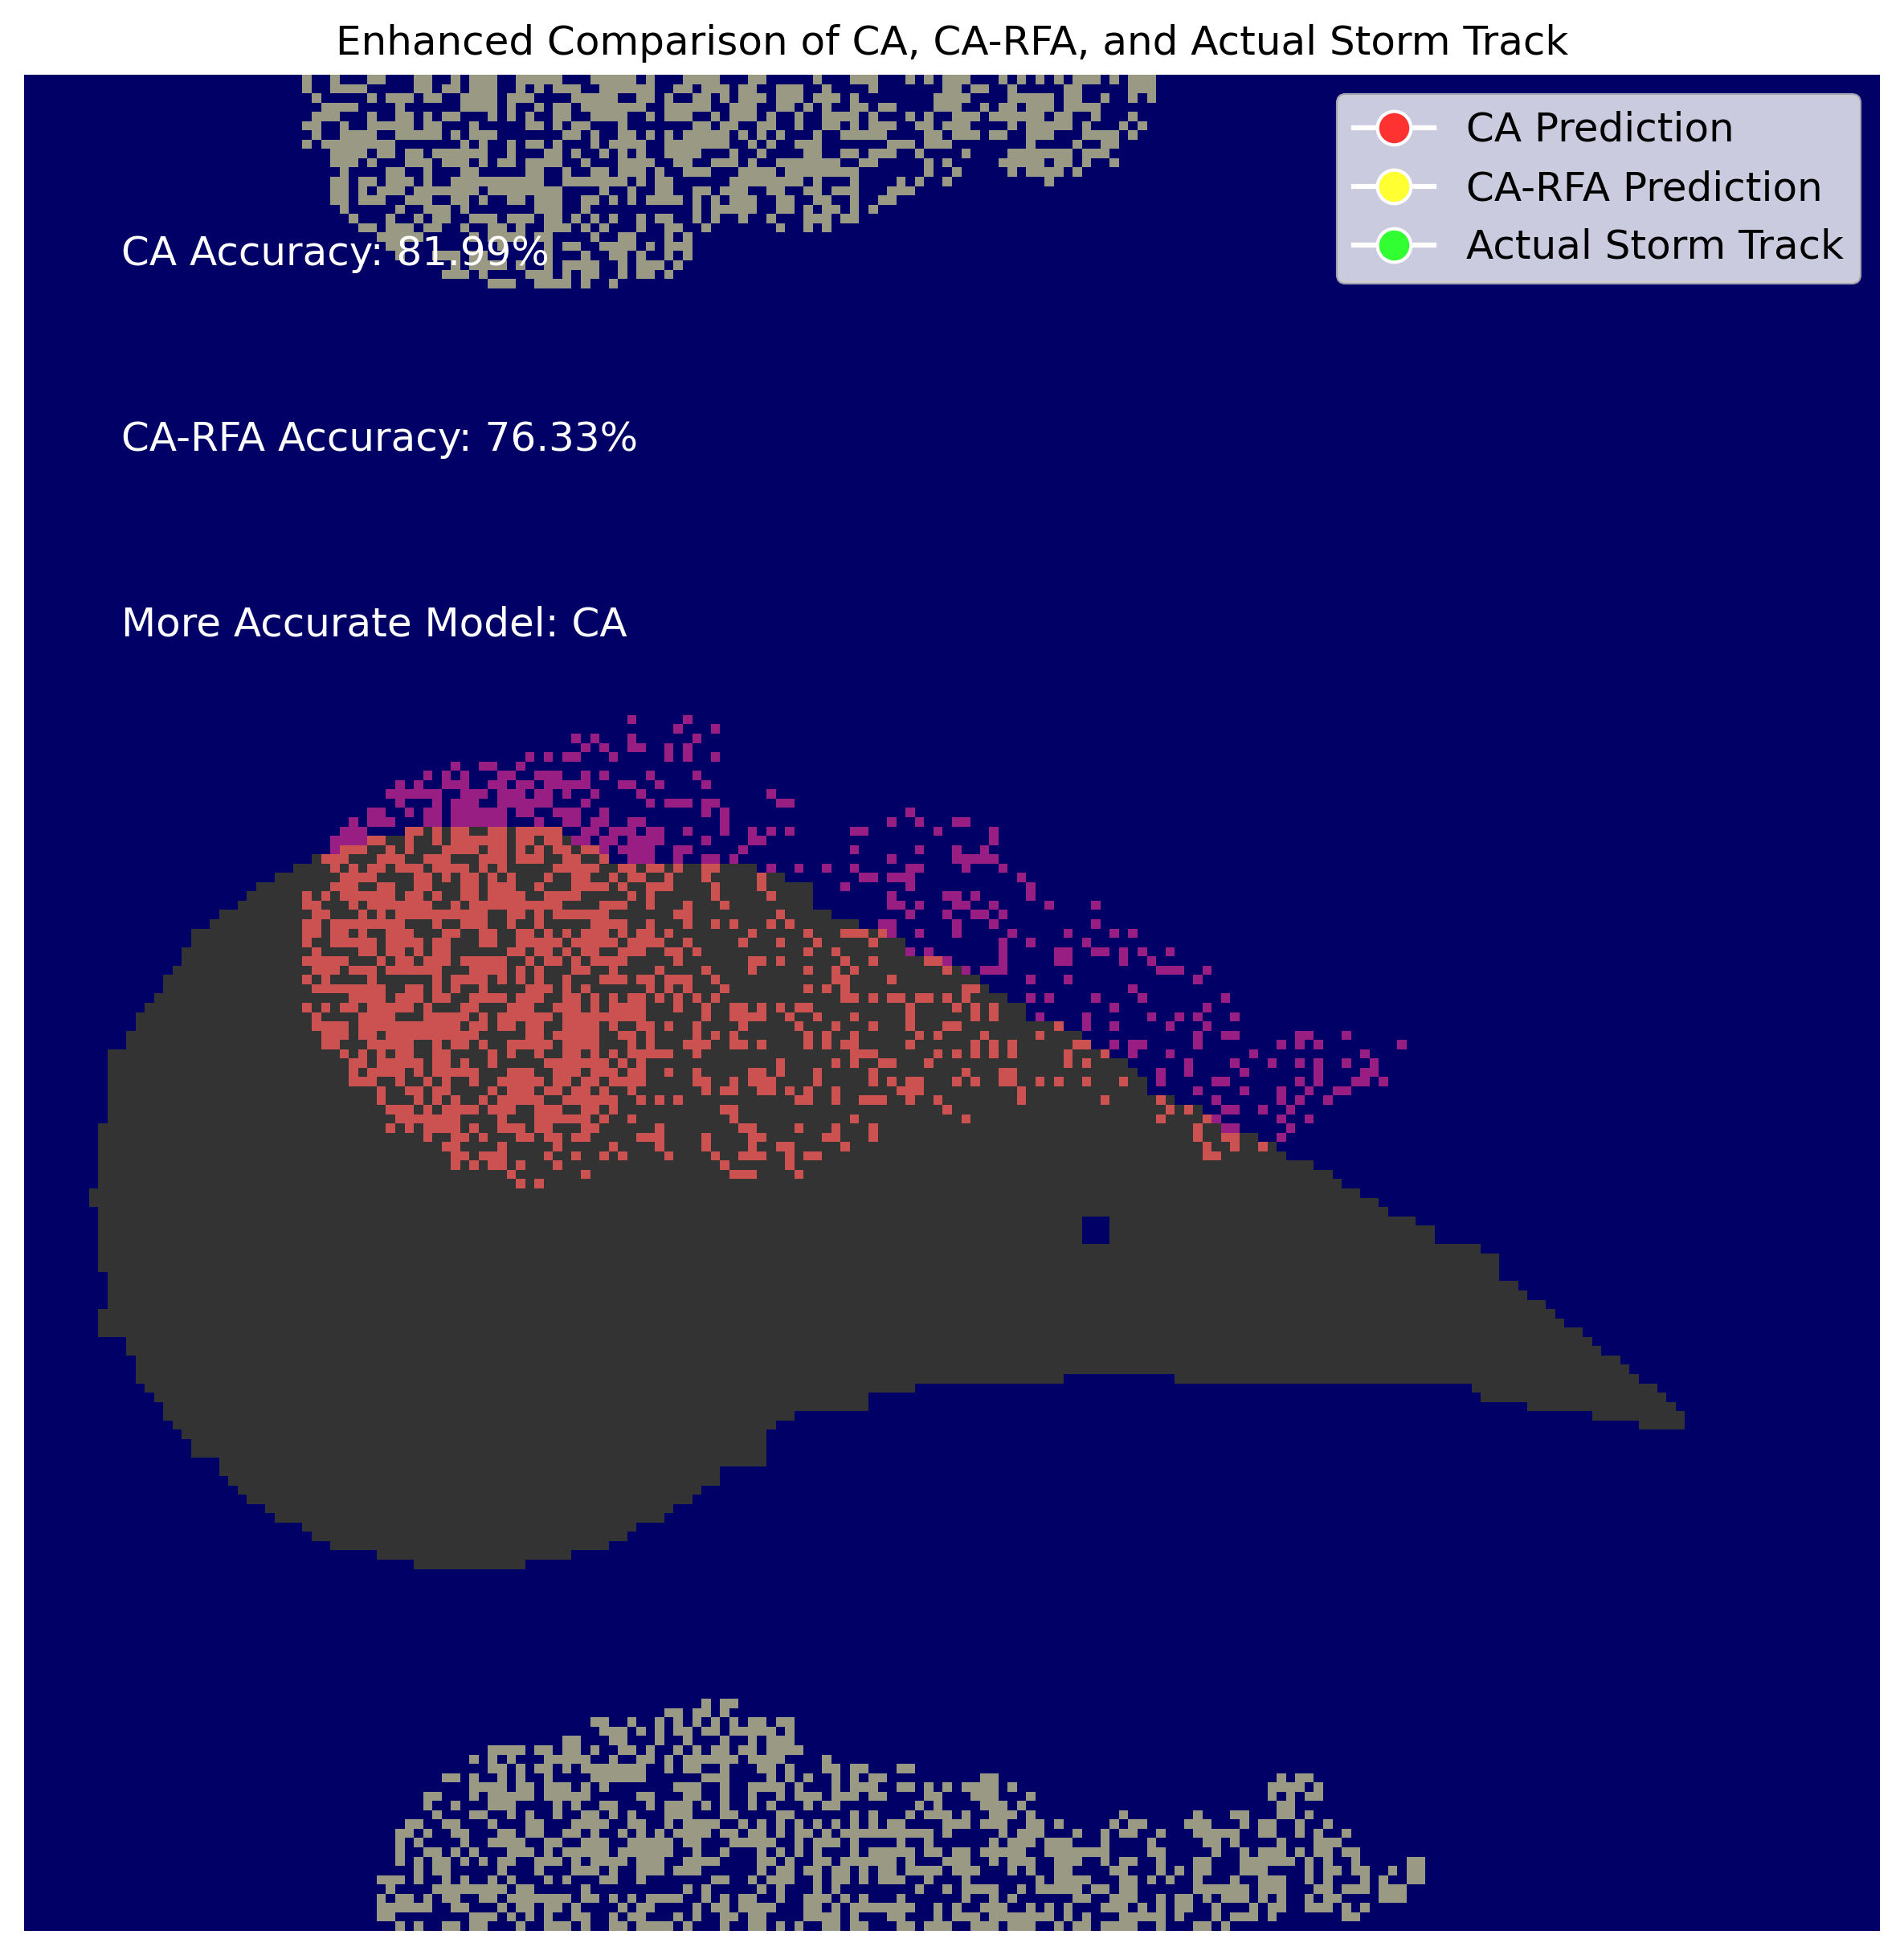 Enhanced Comparison of CA, CA-RFA, and Actual Storm Track
CA Prediction
CA-RFA Prediction
Actual Storm Track
CA Accuracy: 81.99%
CA-RFA Accuracy: 76.33%
More Accurate Model: CA